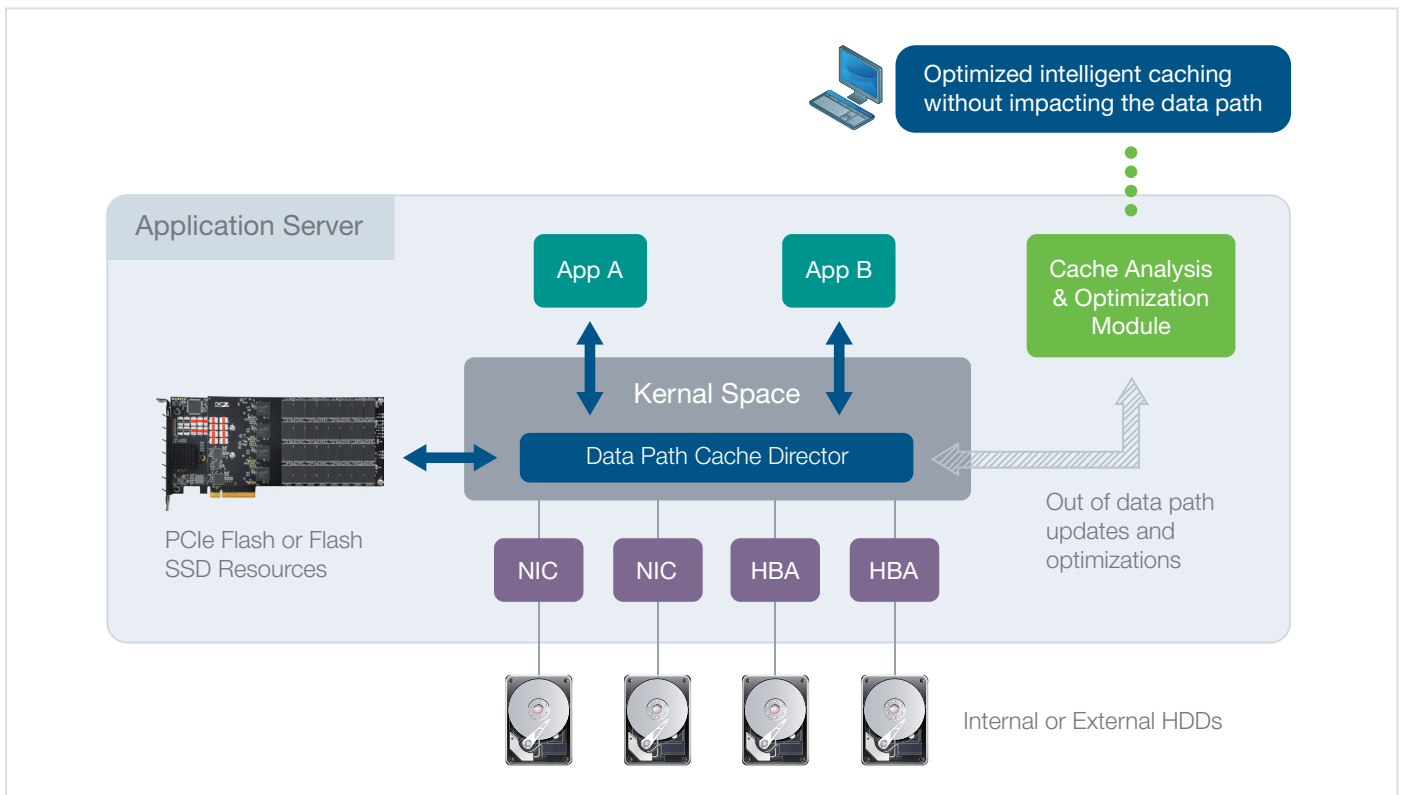 Optimized intelligent caching
without impacting the data path
Application Server
App A
App B
Cache Analysis
& Optimization
Module
Kernal Space
Data Path Cache Director
PCIe Flash or Flash
SSD Resources
Out of data path
updates and
optimizations
NIC
NIC
HBA
HBA
Internal or External HDDs